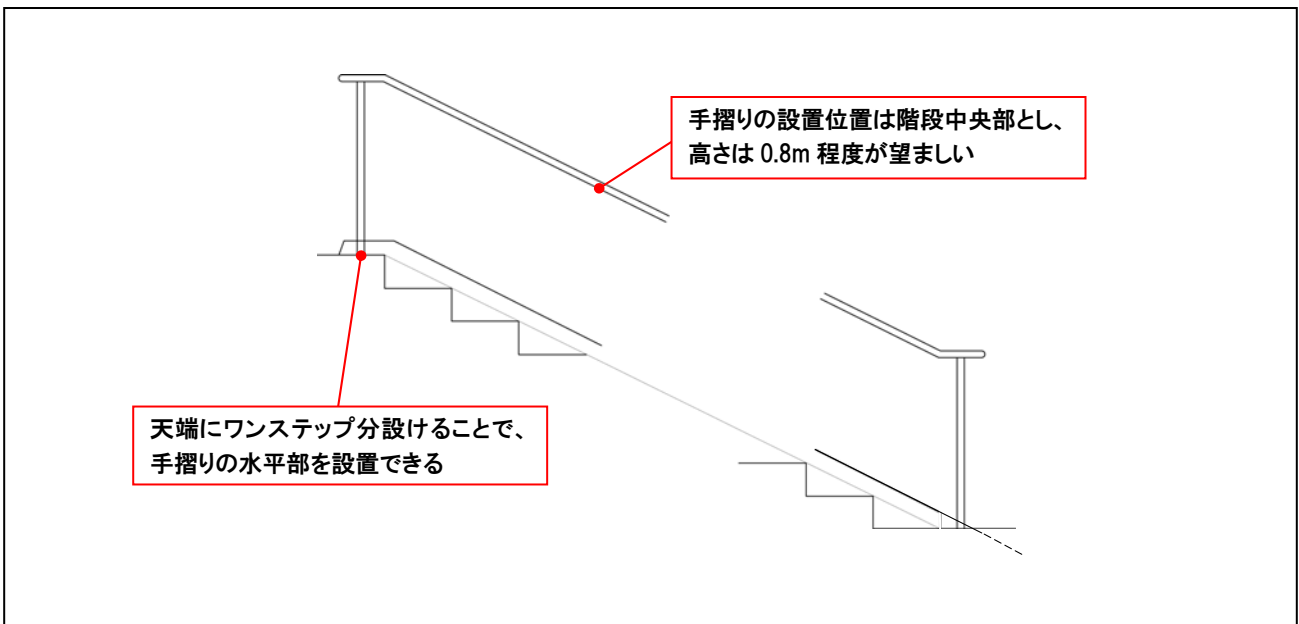 手摺りの設置位置は階段中央部とし、
高さは 0.8m 程度が望ましい
天端にワンステップ分設けることで、
手摺りの水平部を設置できる